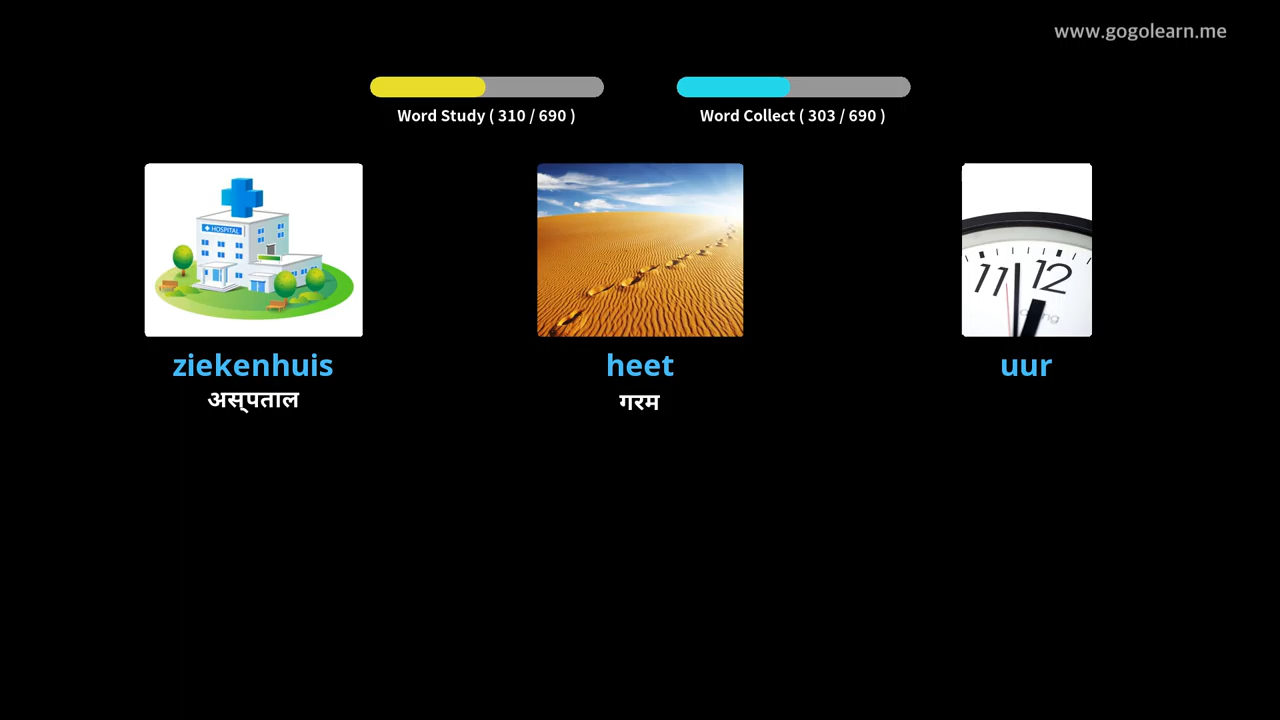 www.gogolearn.me
Word Study ( 310 / 690 )
Word Collect ( 303 / 690 )
HOSPITAL
11 12
ziekenhuis
heet
uur
अस्पताल
गरम